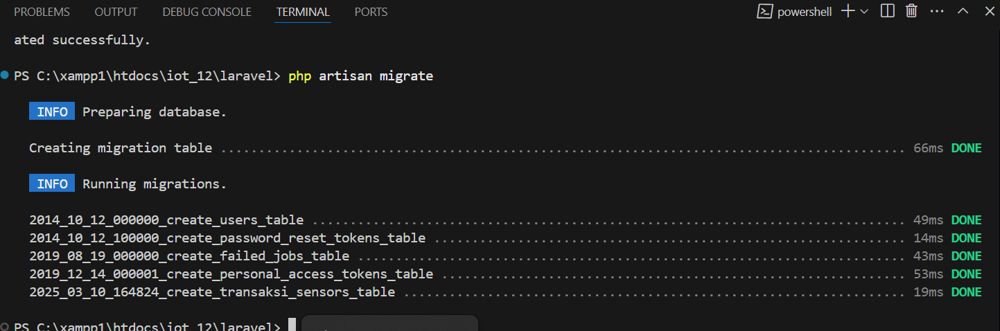 PROBLEMS OUTPUT DEBUG CONSOLE TERMINAL PORTS powershell
ated successfully.
PS C:\xampp1\htdocs\iot_12\laravel> php artisan migrate
INFO Preparing database.
Creating migration table .......................................................................................... 66ms DONE
INFO Running migrations.
2014_10_12_000000_create_users_table .............................................................................. 49ms DONE
2014_10_12_100000_create_password_reset_tokens_table .............................................................. 14ms DONE
2019_08_19_000000_create_failed_jobs_table ........................................................................ 43ms DONE
2019_12_14_000001_create_personal_access_tokens_table ............................................................. 53ms DONE
2025_03_10_164824_create_transaksi_sensors_table .................................................................. 19ms DONE
PS C:\xampp1\htdocs\iot_12\laravel>